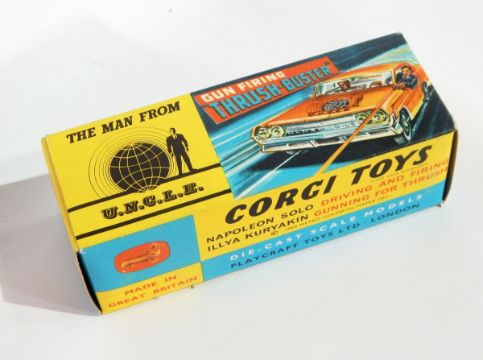 THE MAN FROM
U.N.C.L.E.
GUN FIRING
"THRUSH-BUSTER"
CORGI TOYS
NAPOLEON SOLO DRIVING AND FIRING
ILLYA KURYAKIN GUNNING FOR THRUSH
MADE IN
GREAT BRITAIN
DIE-CAST SCALE MODELS
PLAYCRAFT TOYS LTD. LONDON